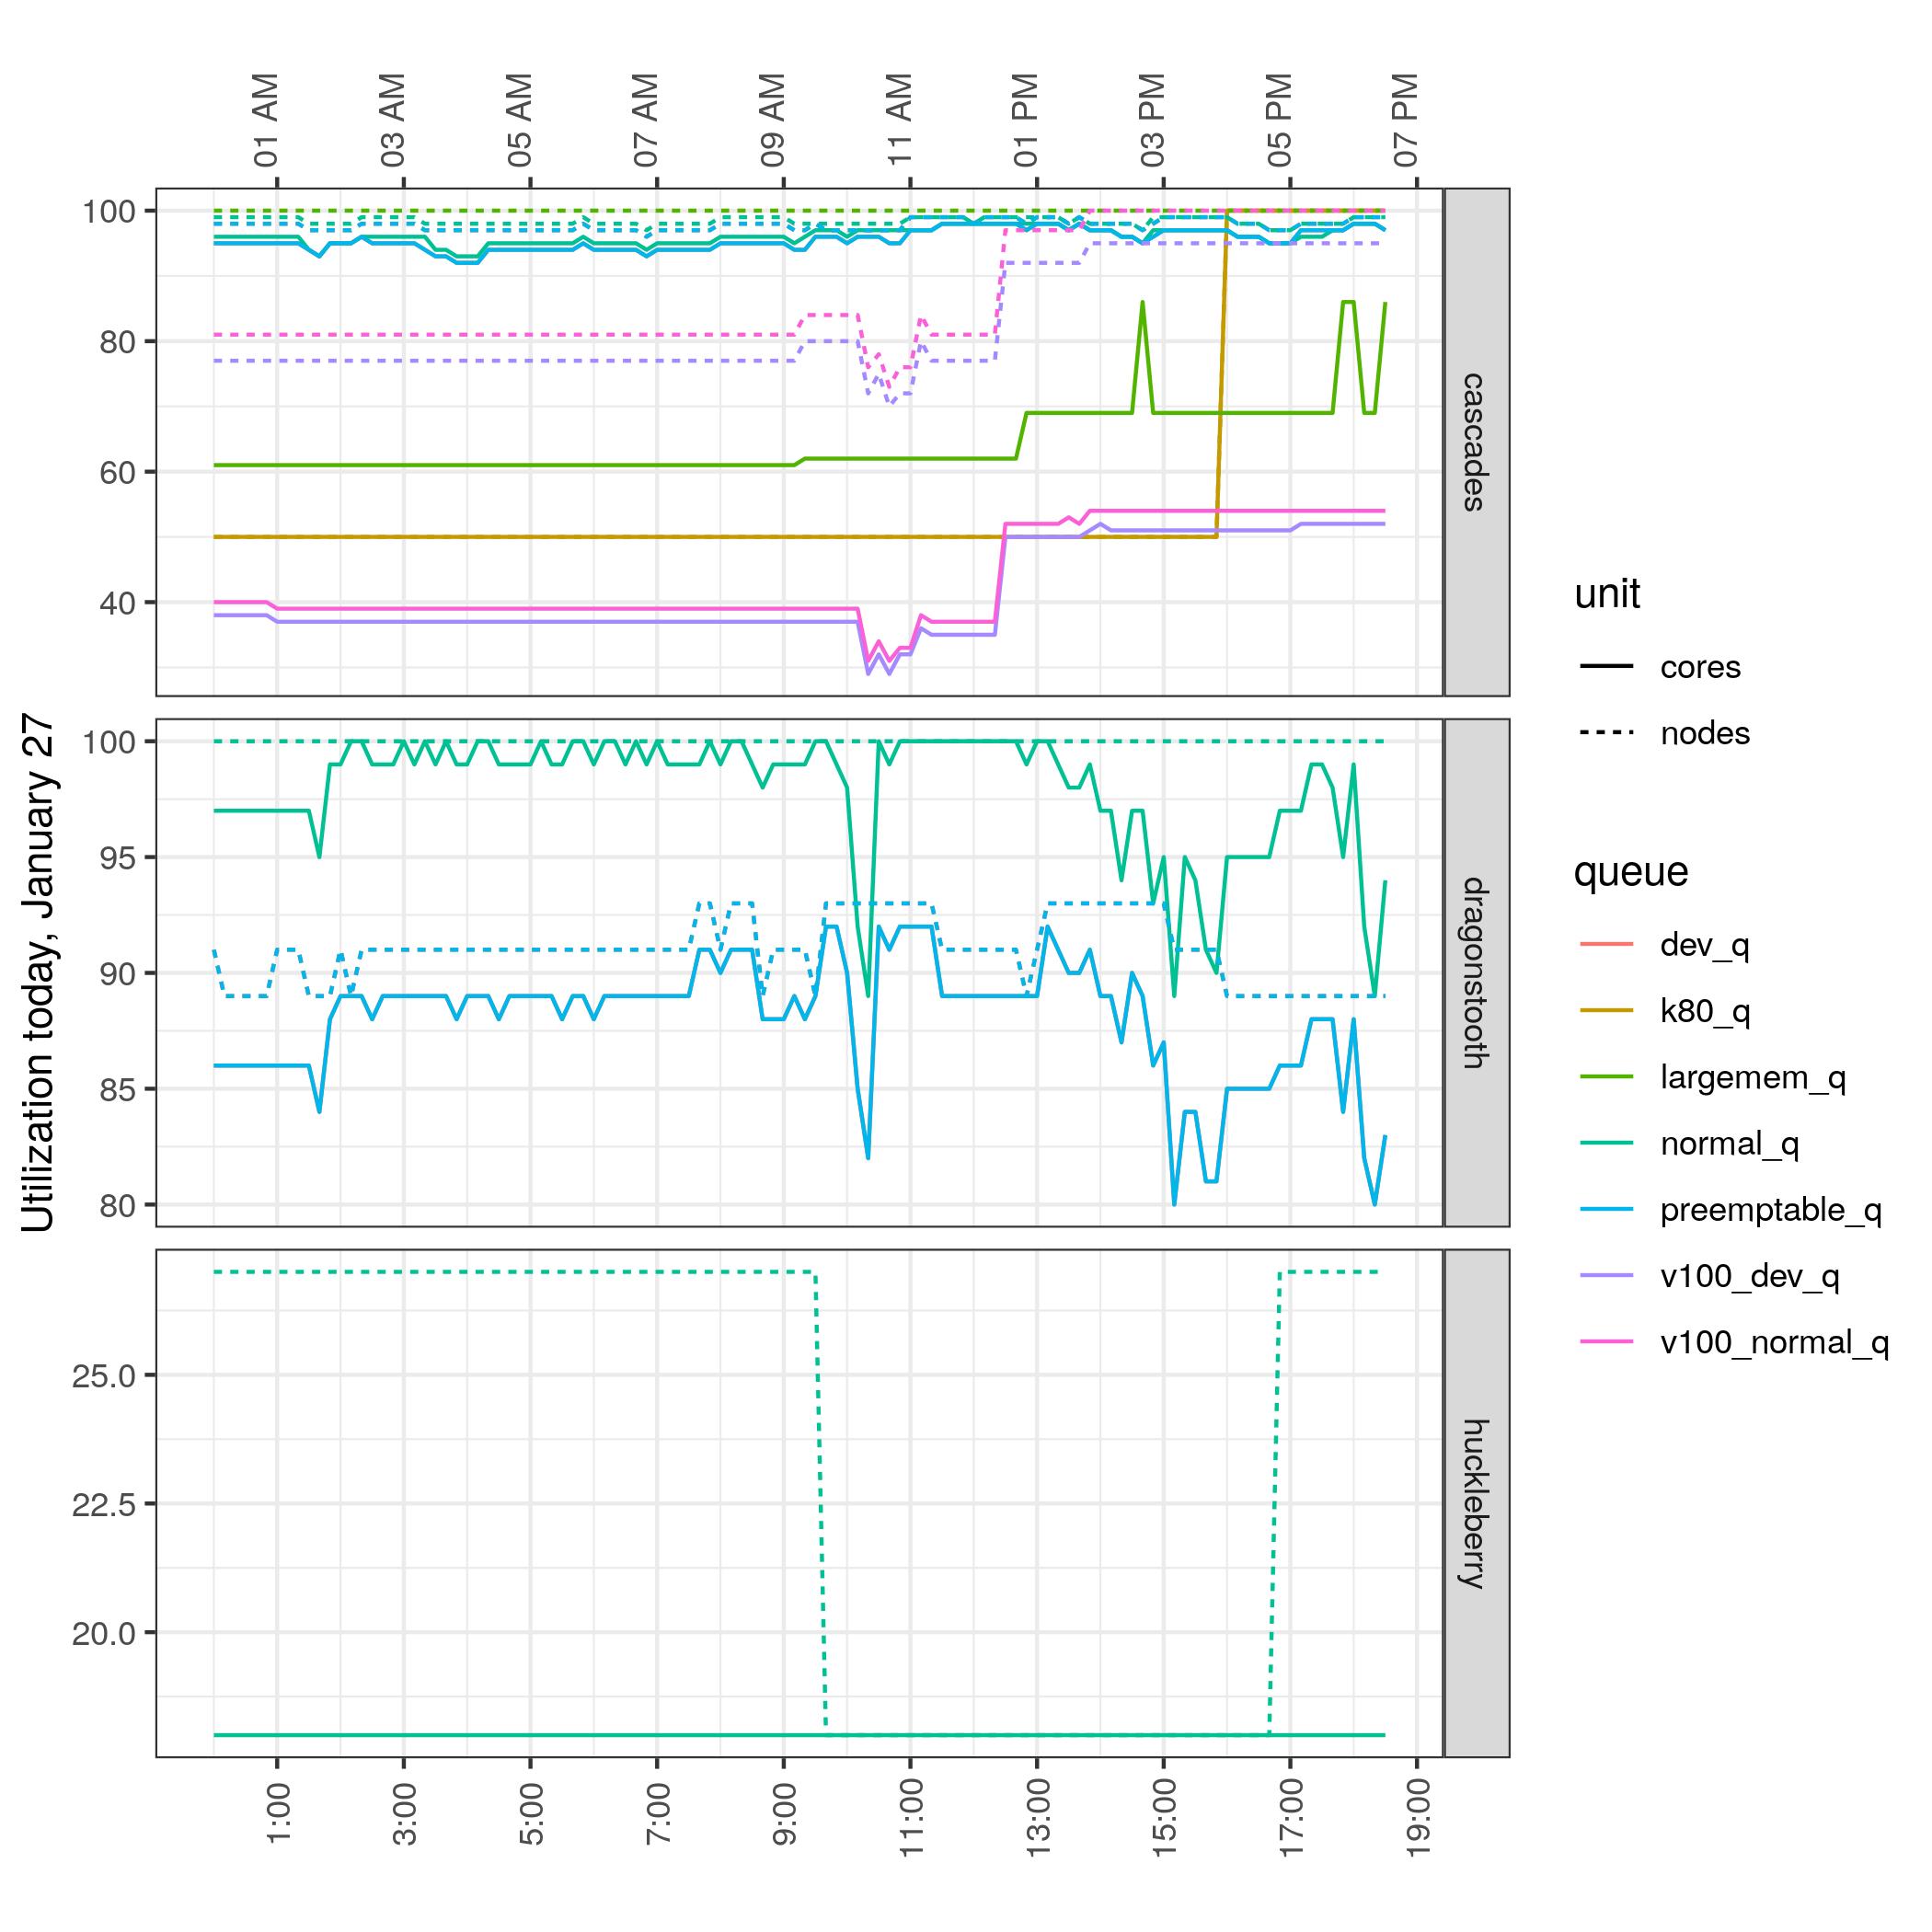 01 AM
03 AM
05 AM
07 AM
09 AM
11 AM
01 PM
03 PM
05 PM
07 PM
Utilization today, January 27
100
80
60
40
cascades
100
95
90
85
80
dragonstooth
25.0
22.5
20.0
huckleberry
1:00
3:00
5:00
7:00
9:00
11:00
13:00
15:00
17:00
19:00
unit
cores
nodes
queue
dev_q
k80_q
largemem_q
normal_q
preemptable_q
v100_dev_q
v100_normal_q